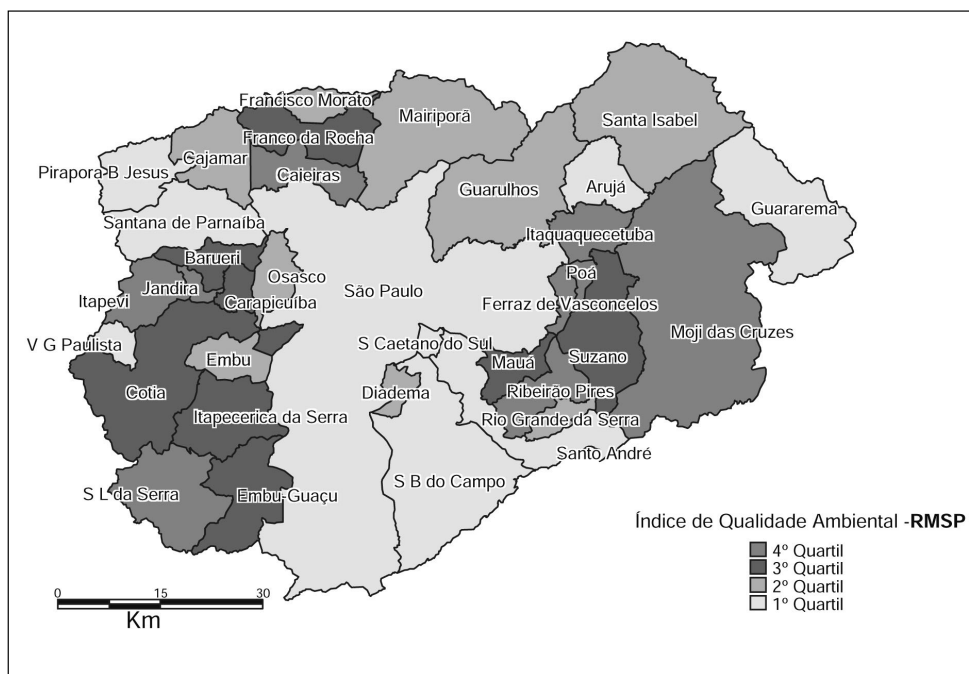 Francisco Morato
Mairiporã
Santa Isabel
Franco da Rocha
Pirapora B Jesus
Cajamar
Caieiras
Guarulhos
Arujá
Guararema
Santana de Parnaíba
Itaquaquecetuba
Barueri
Osasco
Poá
Jandira
São Paulo
Itapevi
Carapicuíba
Ferraz de Vasconcelos
Moji das Cruzes
V G Paulista
S Caetano do Sul
Embu
Mauá
Suzano
Cotia
Diadema
Ribeirão Pires
Itapecerica da Serra
Rio Grande da Serra
Santo André
S L da Serra
Embu-Guaçu
S B do Campo
Índice de Qualidade Ambiental -RMSP
4º Quartil
3º Quartil
2º Quartil
1º Quartil
0 15 30
Km